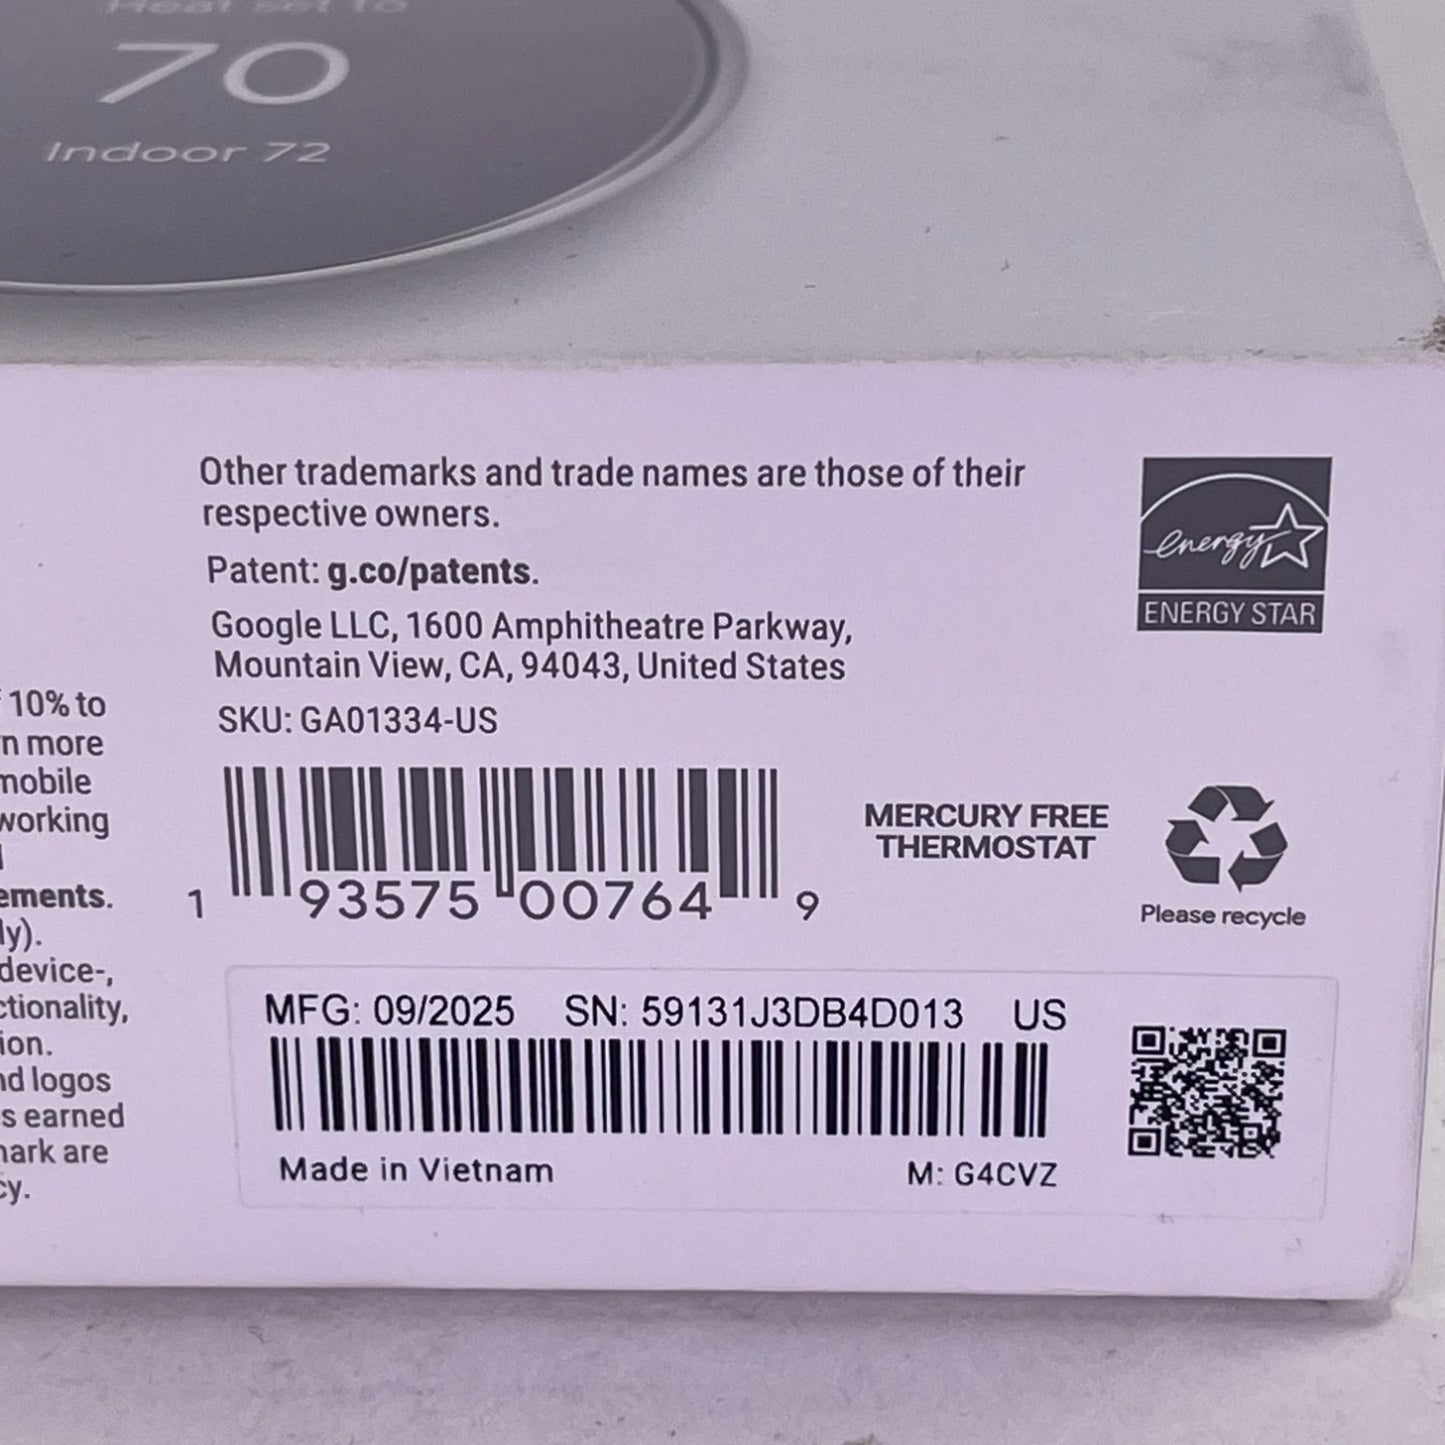 Heat set to
70
Indoor 72
Other trademarks and trade names are those of their
respective owners.
Patent: g.co/patents.
Google LLC, 1600 Amphitheatre Parkway,
Mountain View, CA, 94043, United States
SKU: GA01334-US
energy
ENERGY STAR
10% to
more
mobile
working
ements.
ly).
device-,
ctionality,
ion.
nd logos
s earned
mark are
cy.
1 93575 00764 9
MERCURY FREE
THERMOSTAT
Please recycle
MFG: 09/2025 SN: 59131J3DB4D013 US
Made in Vietnam M: G4CVZ